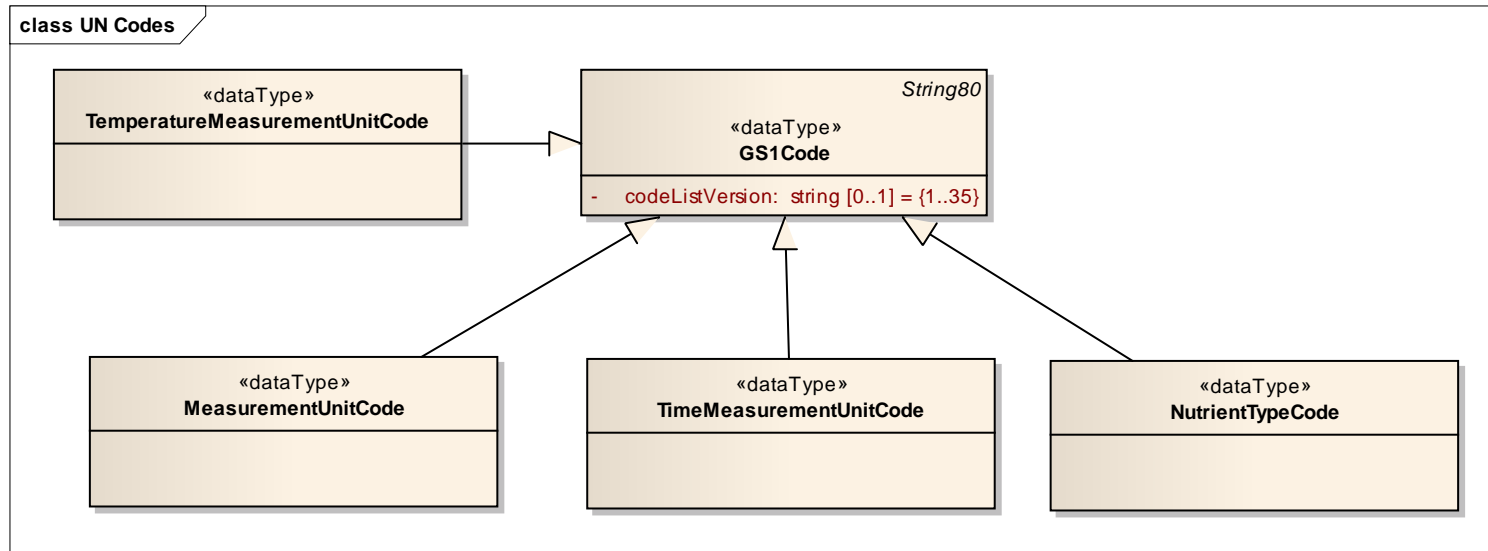 class UN Codes
«dataType»
TemperatureMeasurementUnitCode
String80
«dataType»
GS1Code
- codeListVersion: string [0..1] = {1..35}
«dataType»
MeasurementUnitCode
«dataType»
TimeMeasurementUnitCode
«dataType»
NutrientTypeCode